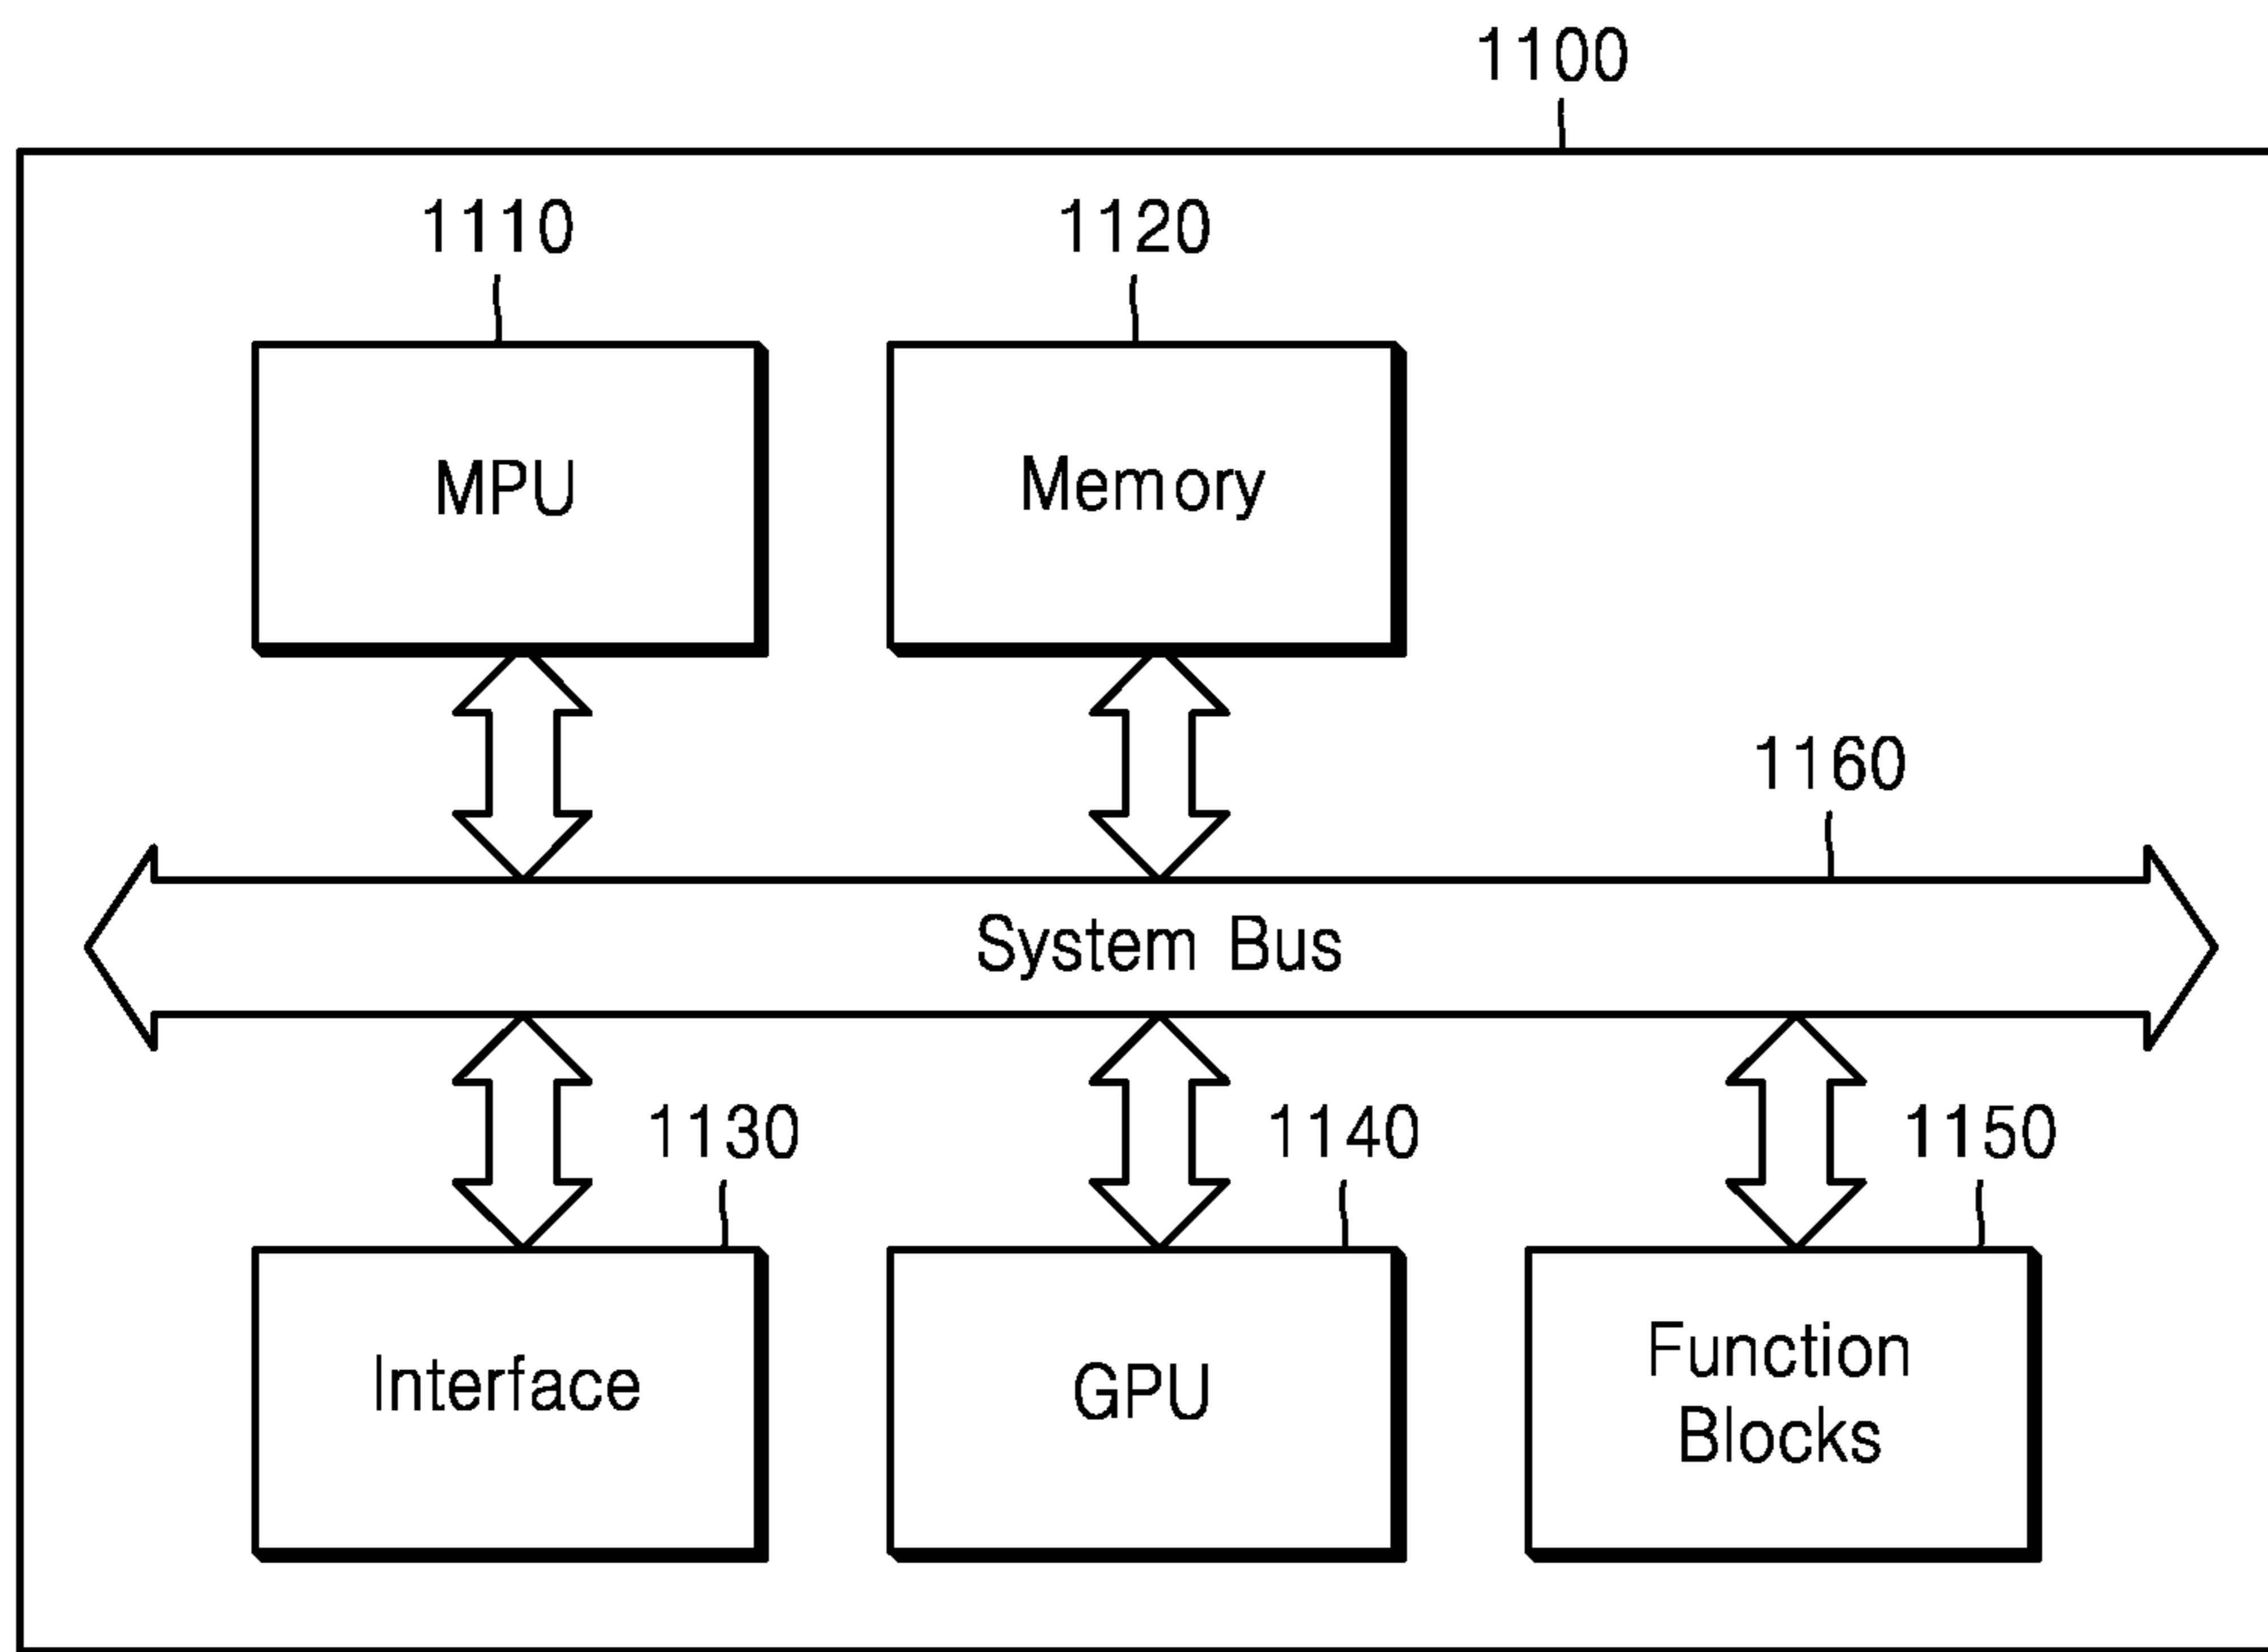 1100
1110
1120
MPU
Memory
1160
System Bus
1130
1140
1150
Interface
GPU
Function
Blocks